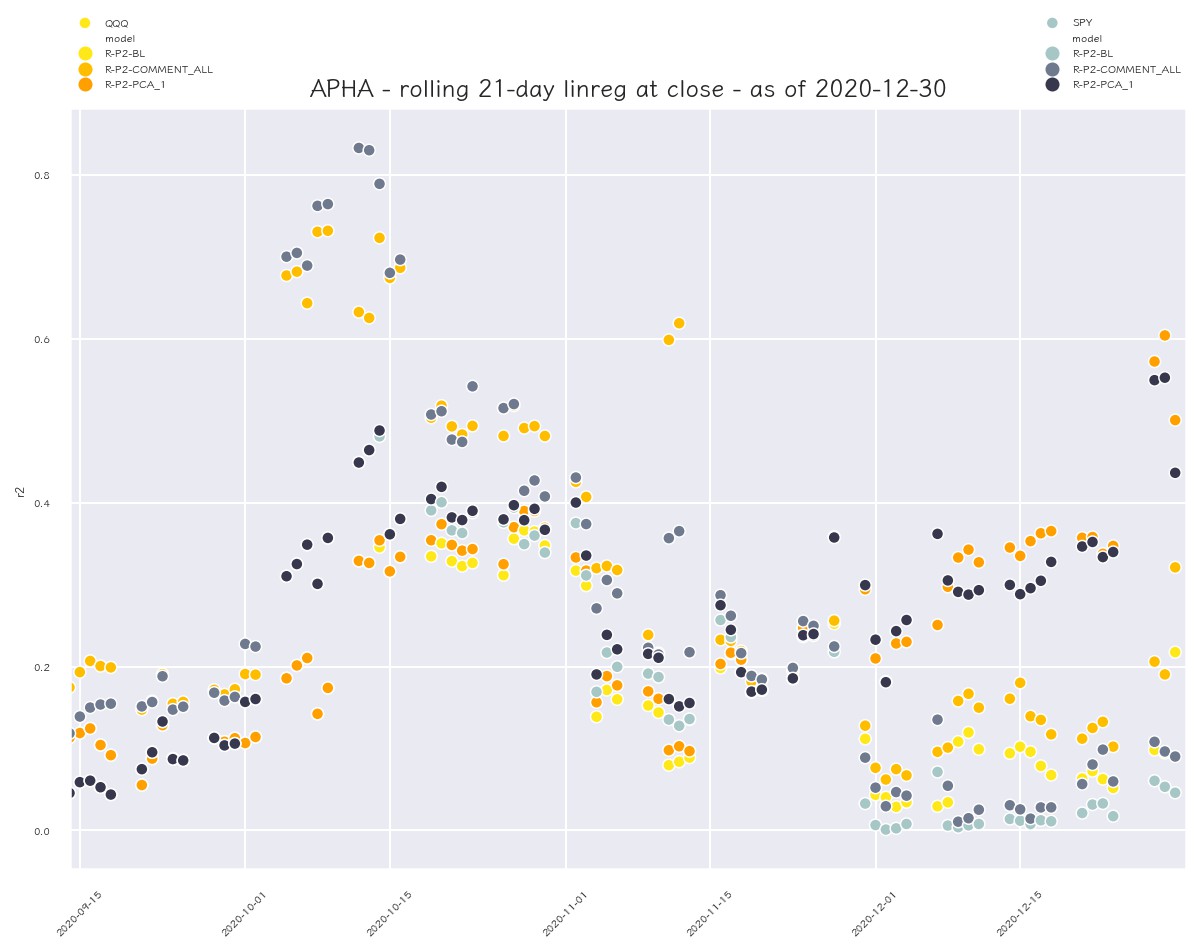 QQQ
model
R-P2-BL
R-P2-COMMENT_ALL
R-P2-PCA_1
SPY
model
R-P2-BL
R-P2-COMMENT_ALL
R-P2-PCA_1
APHA - rolling 21-day linreg at close - as of 2020-12-30
r2
0.8
0.6
0.4
0.2
0.0
2020-09-15
2020-10-01
2020-10-15
2020-11-01
2020-11-15
2020-12-01
2020-12-15